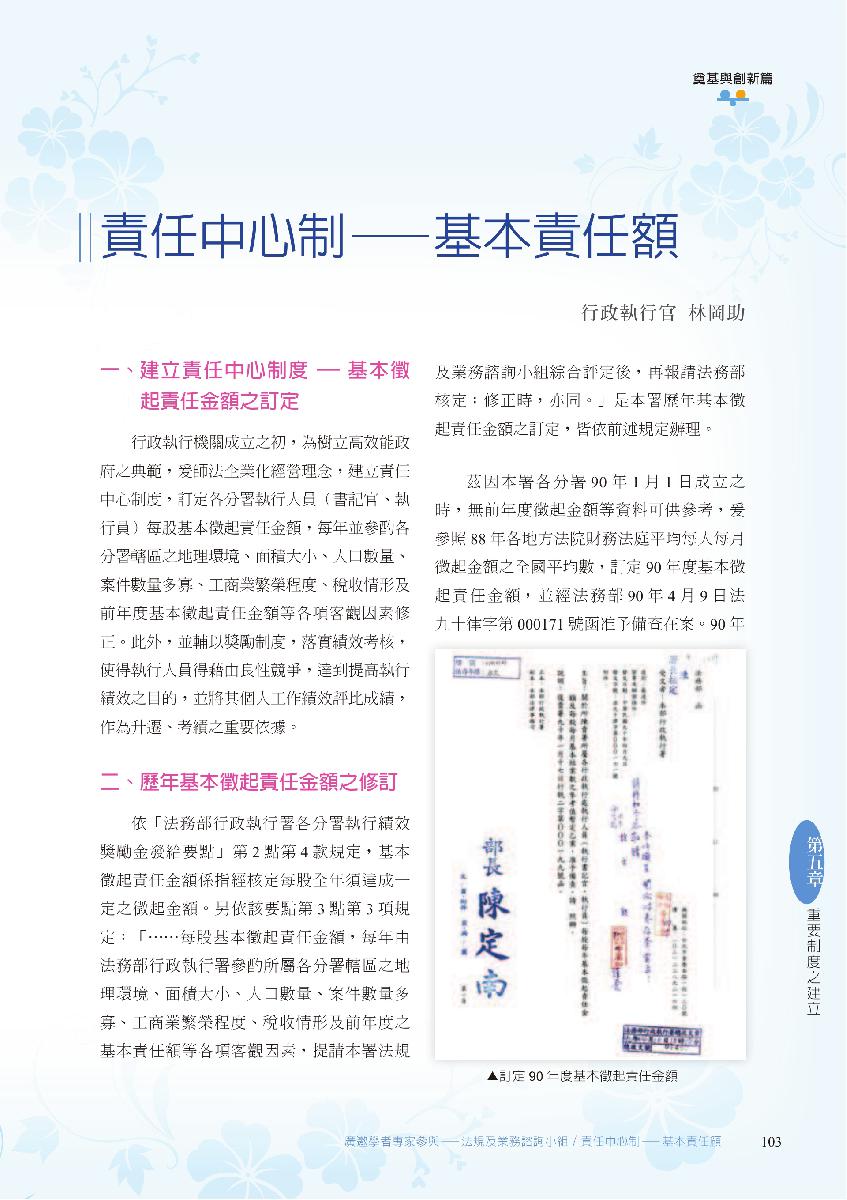 奠基與創新篇
責任中心制——基本責任額
行政執行官 林岡助
一、建立責任中心制度 — 基本徵
起責任金額之訂定
行政執行機關成立之初，為樹立高效能政
府之典範，爰師法企業化經營理念，建立責任
中心制度，訂定各分署執行人員（書記官、執
行員）每股基本徵起責任金額，每年並參酌各
分署轄區之地理環境、面積大小、人口數量、
案件數量多寡、工商業繁榮程度、稅收情形及
前年度基本徵起責任金額等各項客觀因素修
正。此外，並輔以獎勵制度，落實績效考核，
使得執行人員得藉由良性競爭，達到提高執行
績效之目的，並將其個人工作績效評比成績，
作為升遷、考績之重要依據。
二、歷年基本徵起責任金額之修訂
依「法務部行政執行署各分署執行績效
獎勵金發給要點」第 2 點第 4 款規定，基本
徵起責任金額係指經核定每股全年須達成一
定之徵起金額。另依該要點第 3 點第 3 項規
定：「……每股基本徵起責任金額，每年由
法務部行政執行署參酌所屬各分署轄區之地
理環境、面積大小、人口數量、案件數量多
寡、工商業繁榮程度、稅收情形及前年度之
基本責任額等各項客觀因素，提請本署法規
及業務諮詢小組綜合評定後，再報請法務部
核定；修正時，亦同。」是本署歷年基本徵
起責任金額之訂定，皆依前述規定辦理。
茲因本署各分署 90 年 1 月 1 日成立之
時，無前年度徵起金額等資料可供參考，爰
參照 88 年各地方法院財務法庭平均每人每月
徵起金額之全國平均數，訂定 90 年度基本徵
起責任金額，並經法務部 90 年 4 月 9 日法
九十律字第 000171 號函准予備查在案。90 年
法務部 函
受文者：本部行政執行署
部長 陳定南
▲訂定 90 年度基本徵起責任金額
第五章
重要制度之建立
廣邀學者專家參與——法規及業務諮詢小組 / 責任中心制——基本責任額 103